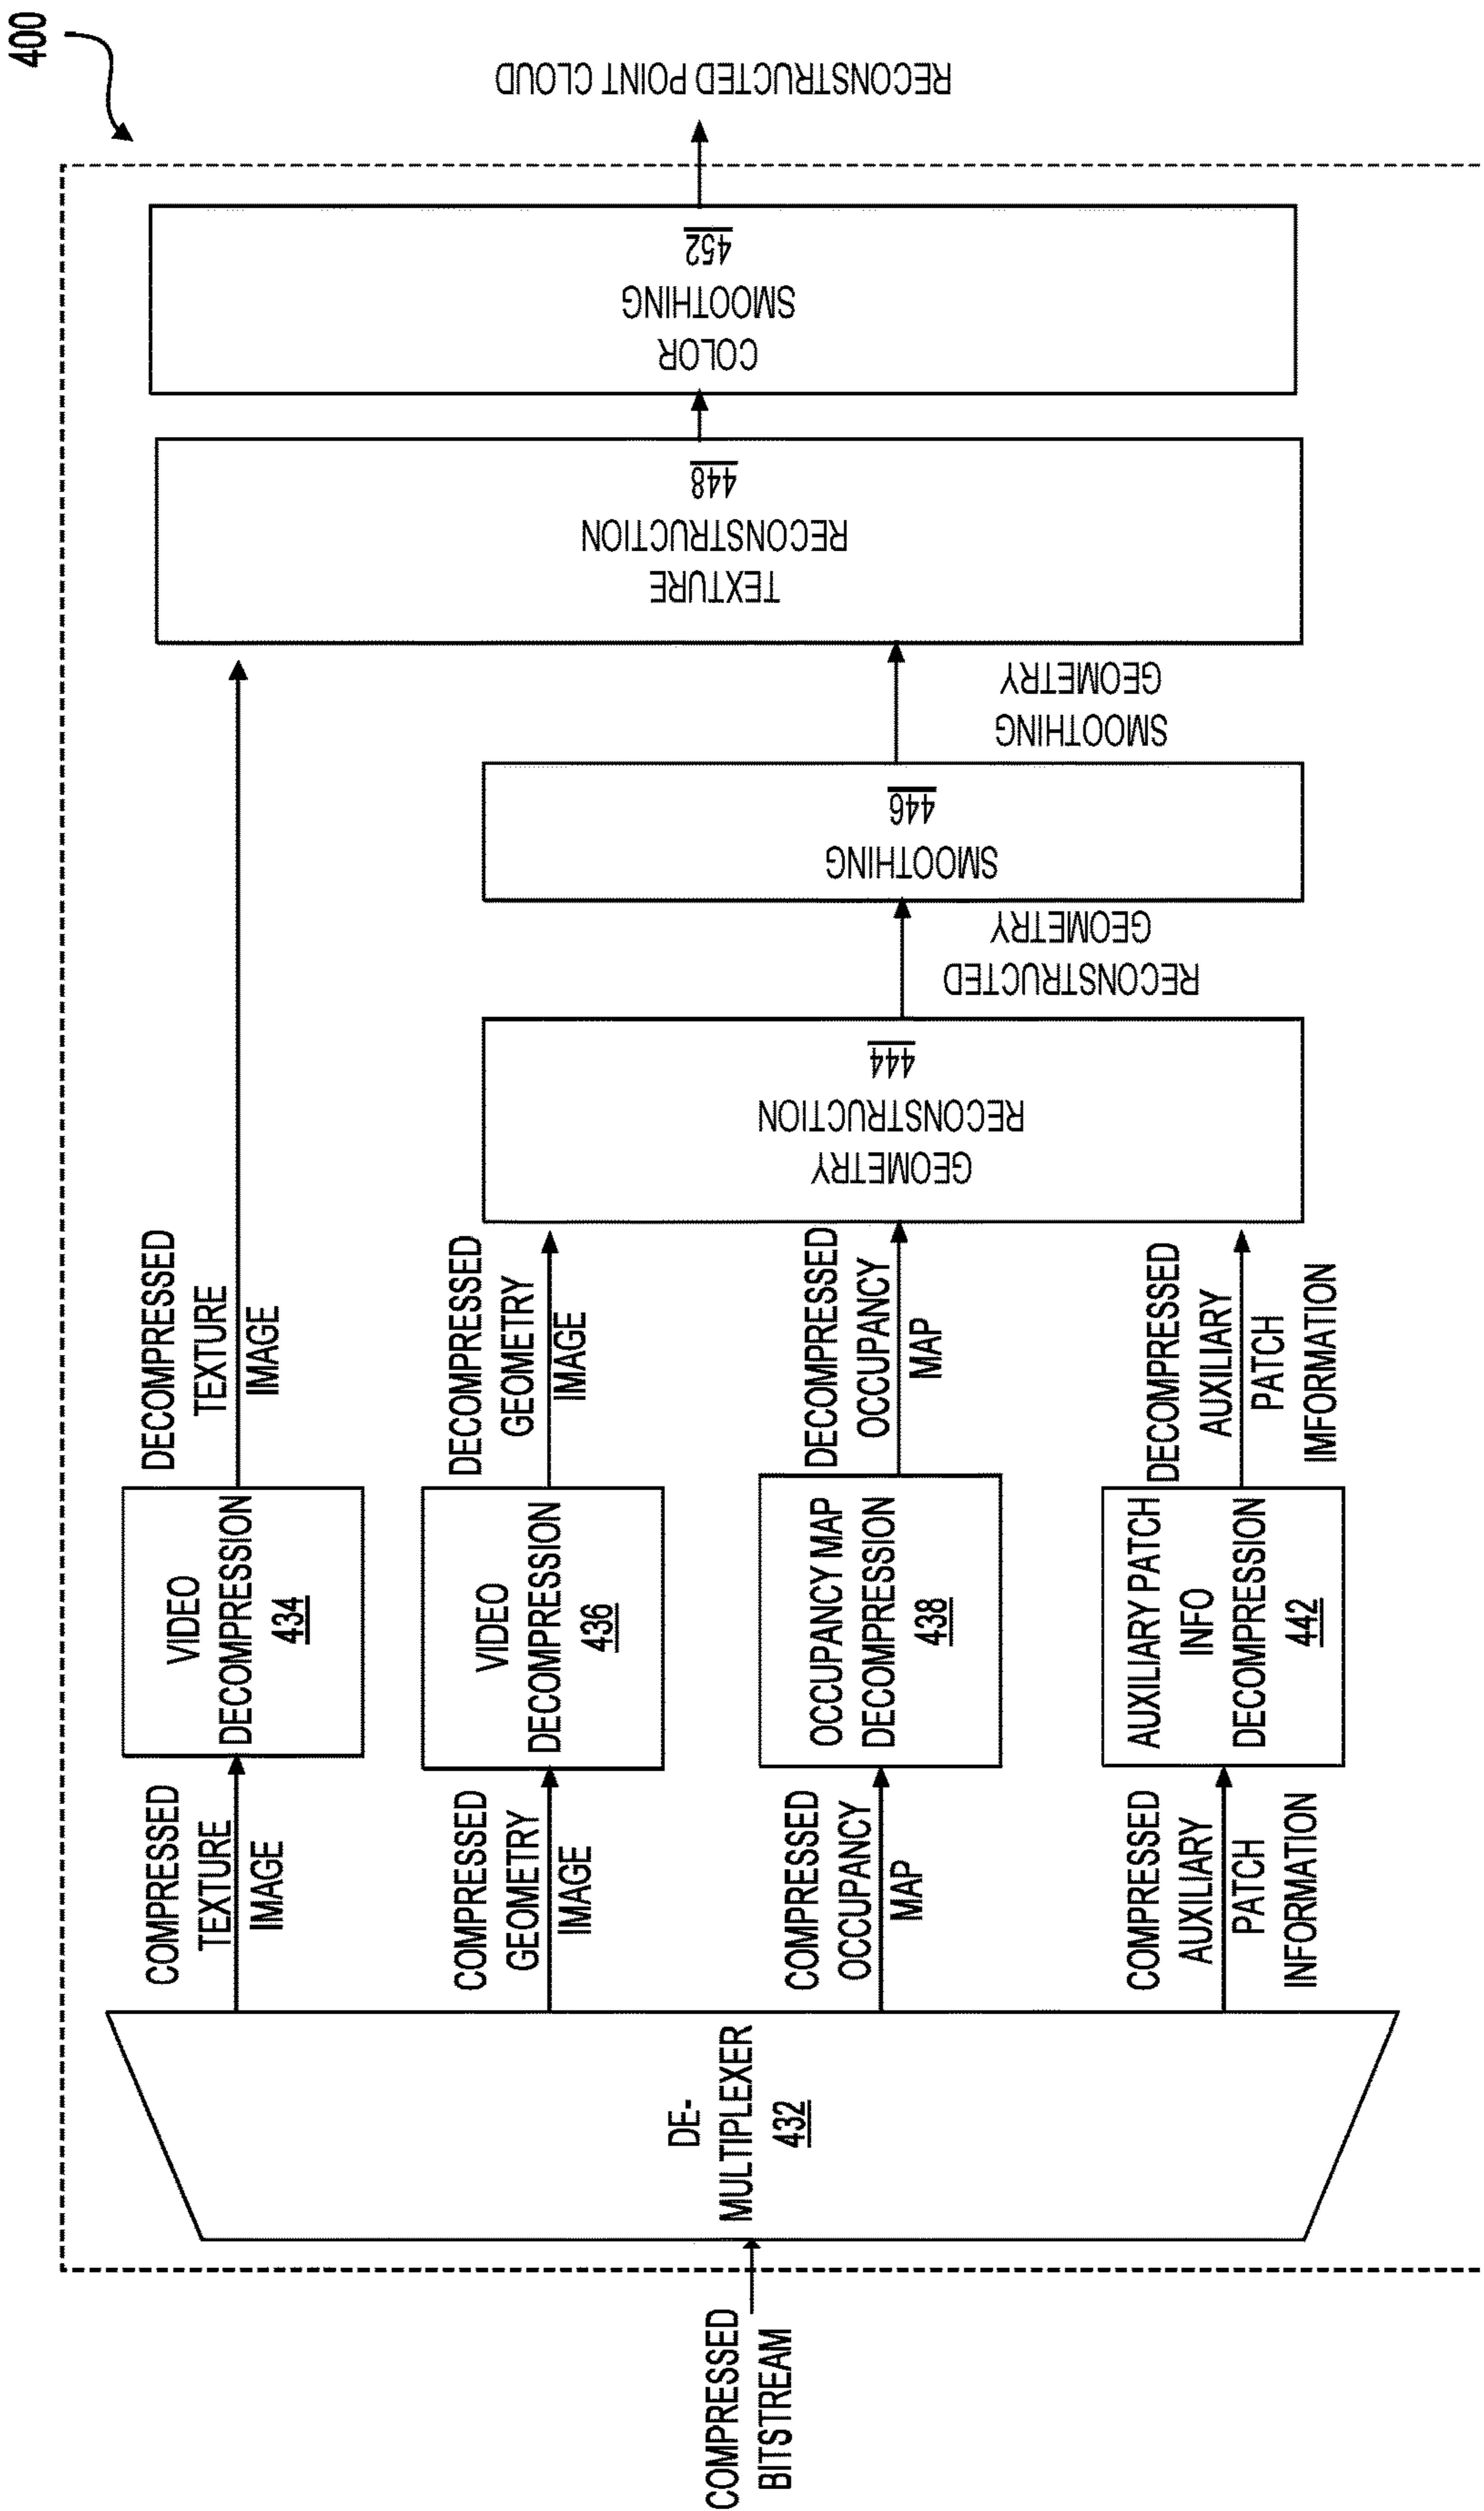 400
COMPRESSED
BITSTREAM
DE-
MULTIPLEXER
432
COMPRESSED
TEXTURE
IMAGE
VIDEO
DECOMPRESSION
434
DECOMPRESSED
TEXTURE
IMAGE
COMPRESSED
GEOMETRY
IMAGE
VIDEO
DECOMPRESSION
436
DECOMPRESSED
GEOMETRY
IMAGE
COMPRESSED
OCCUPANCY
MAP
OCCUPANCY MAP
DECOMPRESSION
438
DECOMPRESSED
OCCUPANCY
MAP
COMPRESSED
AUXILIARY
PATCH
INFORMATION
AUXILIARY PATCH
INFO
DECOMPRESSION
442
DECOMPRESSED
AUXILIARY
PATCH
IMFORMATION
GEOMETRY
RECONSTRUCTION
444
RECONSTRUCTED
GEOMETRY
SMOOTHING
446
SMOOTHING
GEOMETRY
TEXTURE
RECONSTRUCTION
448
COLOR
SMOOTHING
452
RECONSTRUCTED POINT CLOUD